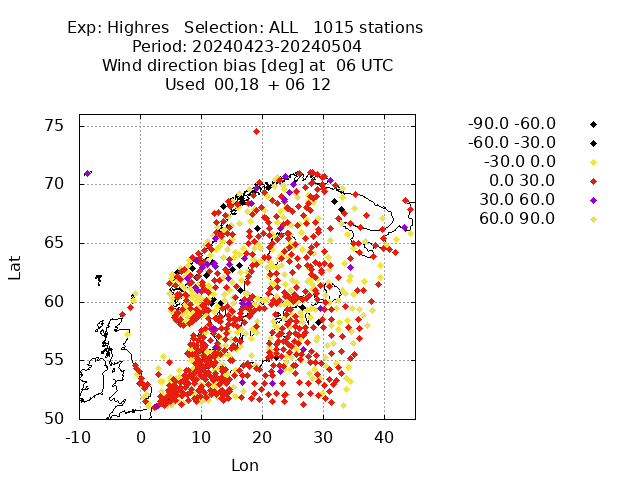 Exp: Highres   Selection: ALL   1015 stations
Period: 20240423-20240504
Wind direction bias [deg] at  06 UTC
Used  00,18  + 06 12
-90.0 -60.0
-60.0 -30.0
-30.0 0.0
0.0 30.0
30.0 60.0
60.0 90.0
75
70
65
60
55
50
Lat
-10 0 10 20 30 40
Lon